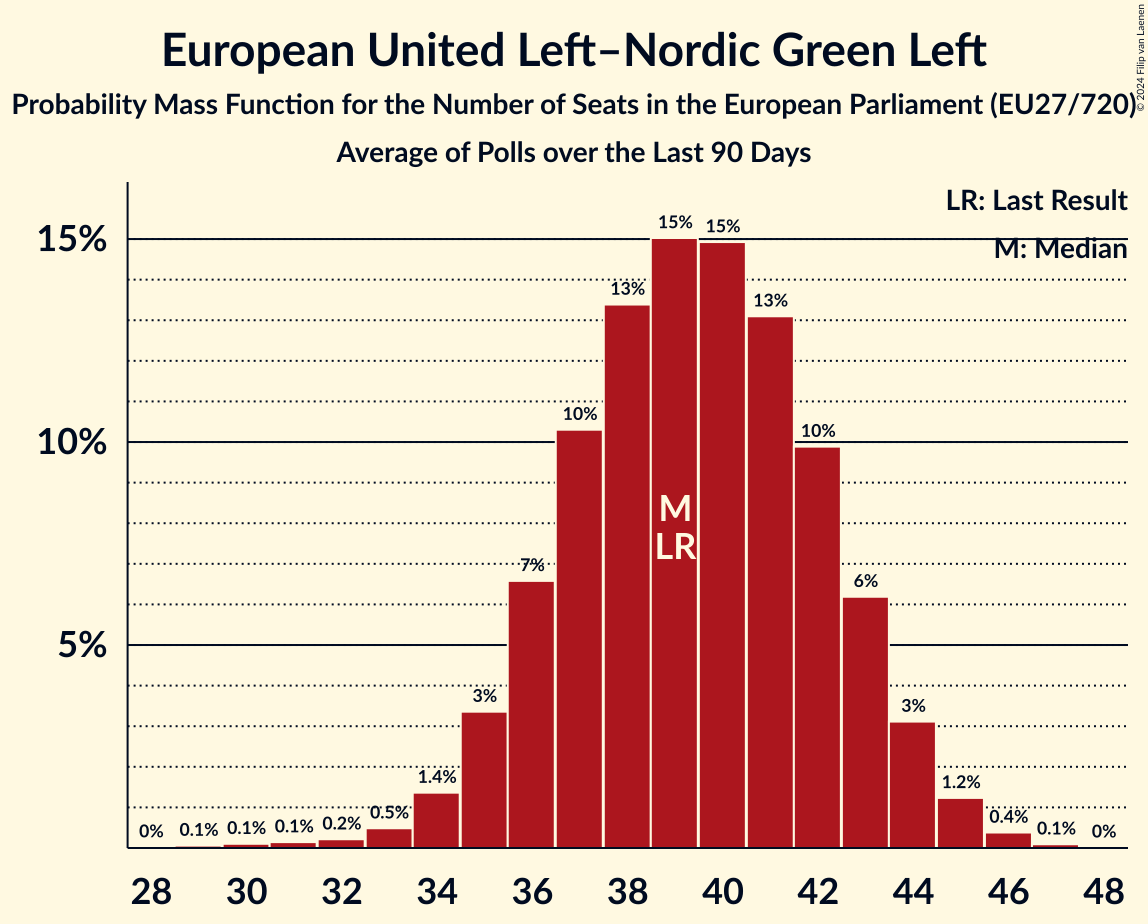 European United Left–Nordic Green Left
Probability Mass Function for the Number of Seats in the European Parliament (EU27/720)
Average of Polls over the Last 90 Days
© 2024 Filip van Laenen
LR: Last Result
M: Median
15%
10%
5%
0%
0.1%
0.1%
0.1%
0.2%
0.5%
1.4%
3%
7%
10%
13%
15%
15%
13%
10%
6%
3%
1.2%
0.4%
0.1%
0%
M
LR
28 30 32 34 36 38 40 42 44 46 48